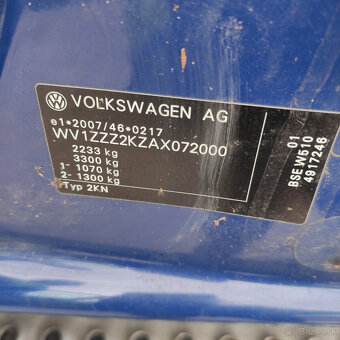 VOLKSWAGEN AG
e1*2007/46*0217
WV1ZZZ2KZAX072000
2233 kg
3300 kg
1- 1070 kg
2- 1300 kg
Typ 2KN
01
BSE.W510
4917246